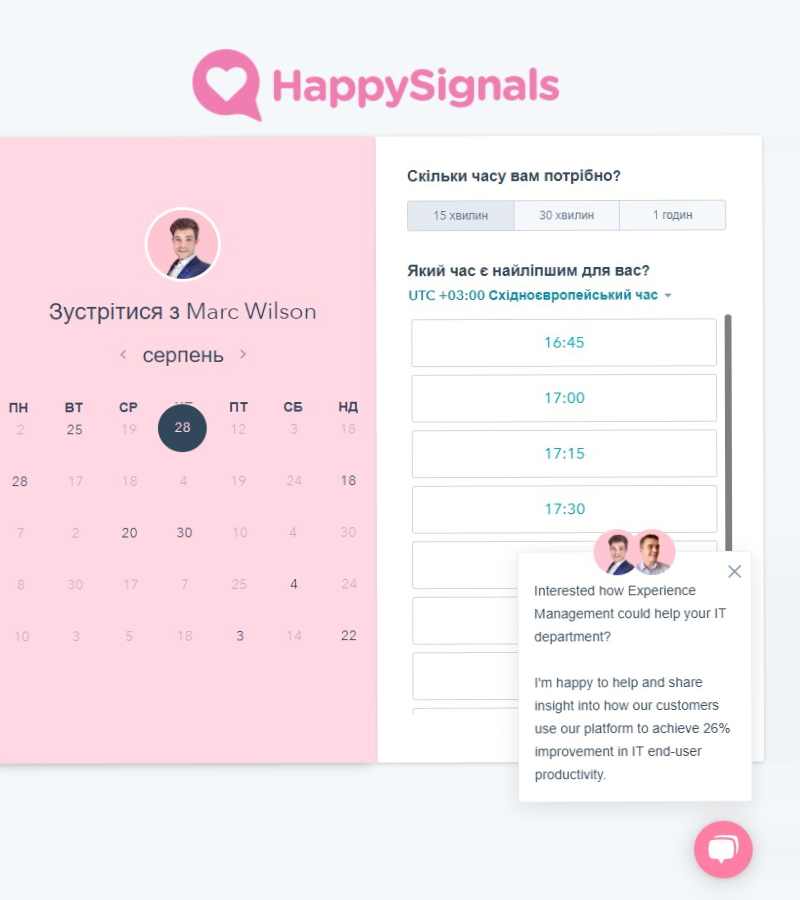 HappySignals
Зустрітися з Marc Wilson
серпень
ПН ВТ СР ПТ СБ НД
2 25 19 28 12 3 18
28 17 18 4 19 24 18
7 2 20 30 10 4 30
8 30 17 7 25 4 24
10 3 5 18 3 14 22
Скільки часу вам потрібно?
15 хвилин 30 хвилин 1 годин
Який час є найліпшим для вас?
UTC +03:00 Східноєвропейський час
16:45
17:00
17:15
17:30
Interested how Experience
Management could help your IT
department?
I'm happy to help and share
insight into how our customers
use our platform to achieve 26%
improvement in IT end-user
productivity.